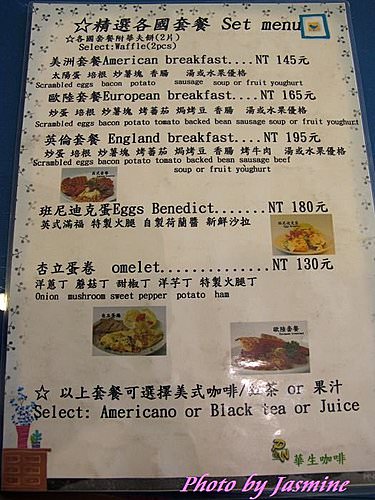 ☆精選各國套餐 Set menu
☆各國套餐附華夫餅(2片)
Select:Waffle(2pcs)
美洲套餐American breakfast....NT 145元
太陽蛋 培根 炒薯塊 香腸 湯或水果優格
Scrambled eggs bacon potato sausage soup or fruit youghurt
歐陸套餐European breakfast....NT 165元
炒蛋 培根 炒薯塊 烤蕃茄 焗烤豆 香腸 湯或水果優格
Scrambled eggs bacon potato tomato backed bean sausage soup or fruit youghurt
英倫套餐 England breakfast....NT 195元
炒蛋 培根 炒薯塊 烤蕃茄 焗烤豆 香腸 烤牛肉 湯或水果優格
Scrambled eggs bacon potato tomato backed bean sausage beef
soup or fruit youghurt
班尼迪克蛋Eggs Benedict.......NT 180元
英式滿福 特製火腿 自製荷蘭醬 新鮮沙拉
杏立蛋卷 omelet..............NT 130元
洋蔥丁 蘑菇丁 甜椒丁 洋芋丁 特製火腿丁
Onion mushroom sweet pepper potato ham
杏立蛋捲
歐陸套餐
☆ 以上套餐可選擇美式咖啡/紅茶 or 果汁
Select: Americano or Black tea or Juice
華生咖啡
Photo by Jasmine